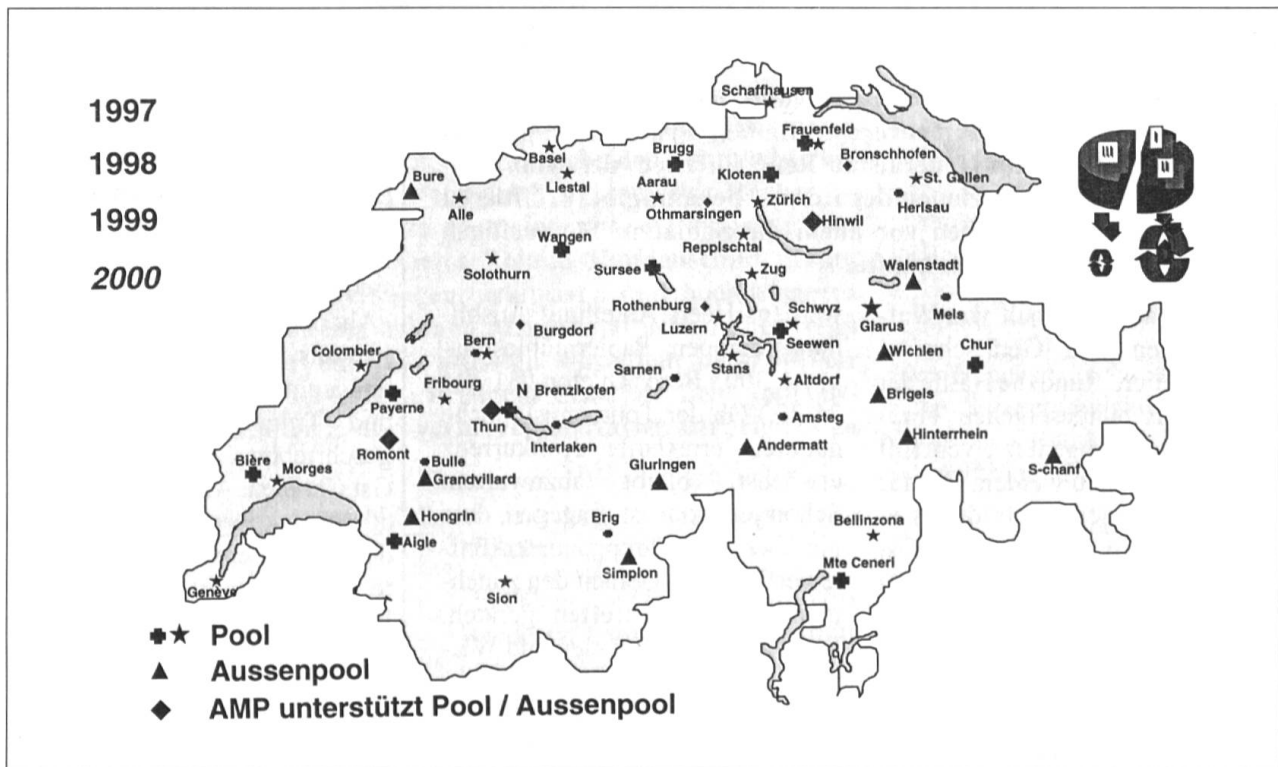 1997
1998
1999
2000
Schaffhausen
Frauenfeld
Bronschhofen
St. Gallen
Herisau
Basel
Liestal
Brugg
Aarau
Kloten
Zürich
Othmarsingen
Hinwil
Bure
Alle
Wangen
Repplschtal
Solothurn
Sursee
Zug
Walenstadt
Mels
Rothenburg
Luzern
Schwyz
Seewen
Glarus
Burgdorf
Bern
Colombier
Stans
Wichlen
Chur
Sarnen
Altdorf
Brigels
Fribourg
Payerne
N
Brenzikofen
Thun
Amsteg
Interlaken
Andermatt
Hinterrhein
S-chanf
Romont
Bulle
Grandvillard
Bière
Morges
Gluringen
Hongrin
Aigle
Brig
Simplon
Bellinzona
Mte Ceneri
Genève
Sion
III
I
II
Pool
Aussenpool
AMP unterstützt Pool / Aussenpool